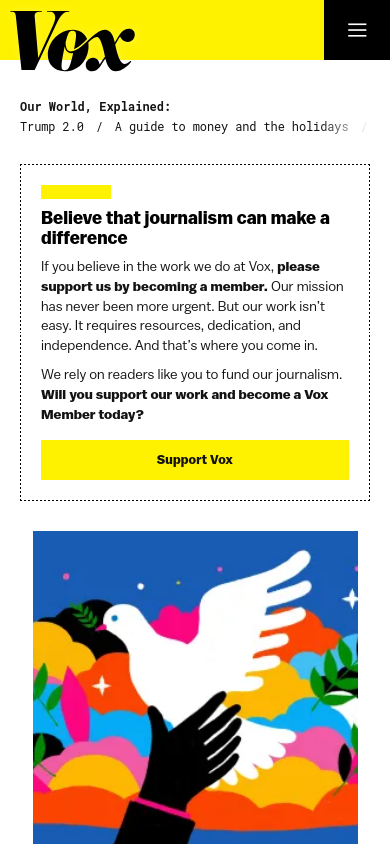 Vox
Our World, Explained:
Trump 2.0 / A guide to money and the holidays /
Believe that journalism can make a
difference
If you believe in the work we do at Vox, please
support us by becoming a member. Our mission
has never been more urgent. But our work isn't
easy. It requires resources, dedication, and
independence. And that's where you come in.
We rely on readers like you to fund our journalism.
Will you support our work and become a Vox
Member today?
Support Vox